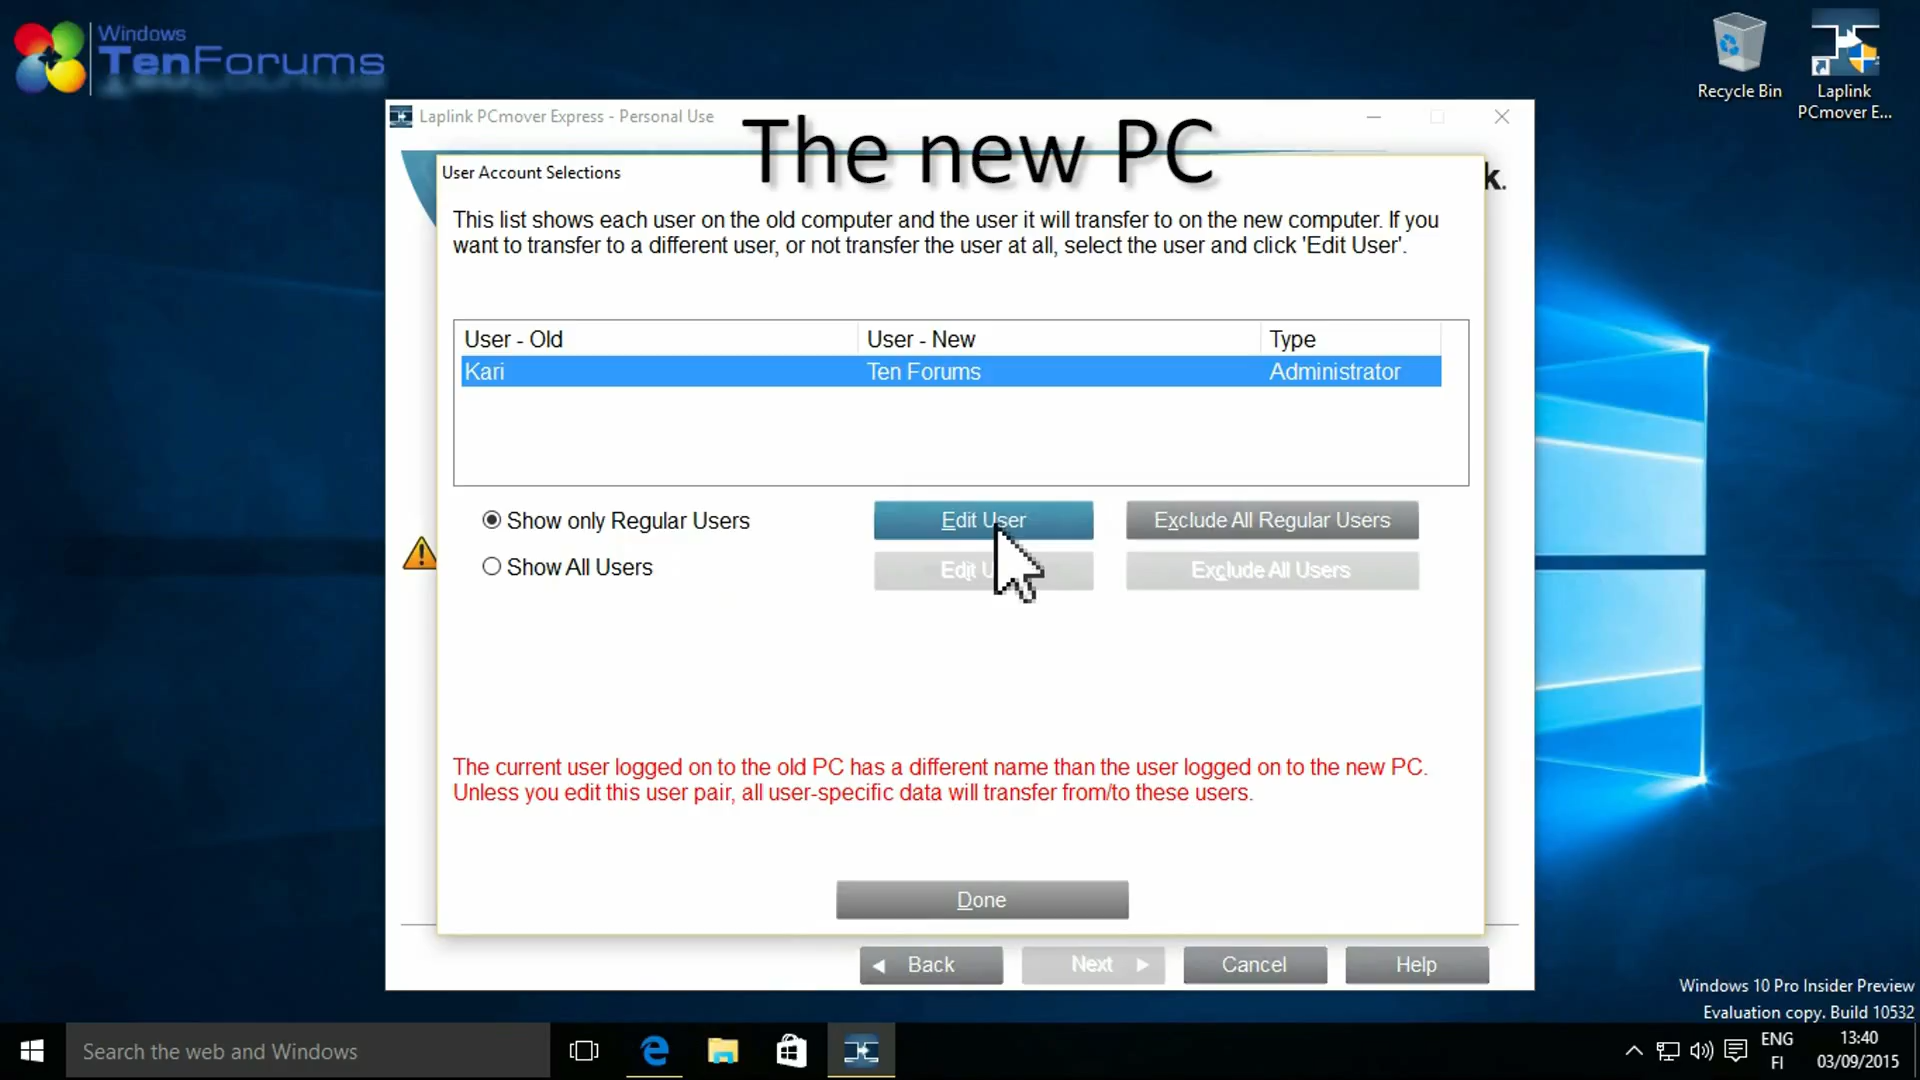 Windows
TenForums
Recycle Bin
Laplink
PCmover E...
Laplink PCmover Express - Personal Use
The new PC
k.
User Account Selections
This list shows each user on the old computer and the user it will transfer to on the new computer. If you
want to transfer to a different user, or not transfer the user at all, select the user and click 'Edit User'.
User - Old User - New Type
Kari Ten Forums Administrator
Show only Regular Users
Edit User
Exclude All Regular Users
Show All Users
Edit U
Exclude All Users
The current user logged on to the old PC has a different name than the user logged on to the new PC.
Unless you edit this user pair, all user-specific data will transfer from/to these users.
Done
Back
Next
Cancel
Help
Windows 10 Pro Insider Preview
Evaluation copy. Build 10532
Search the web and Windows
ENG
FI
13:40
03/09/2015